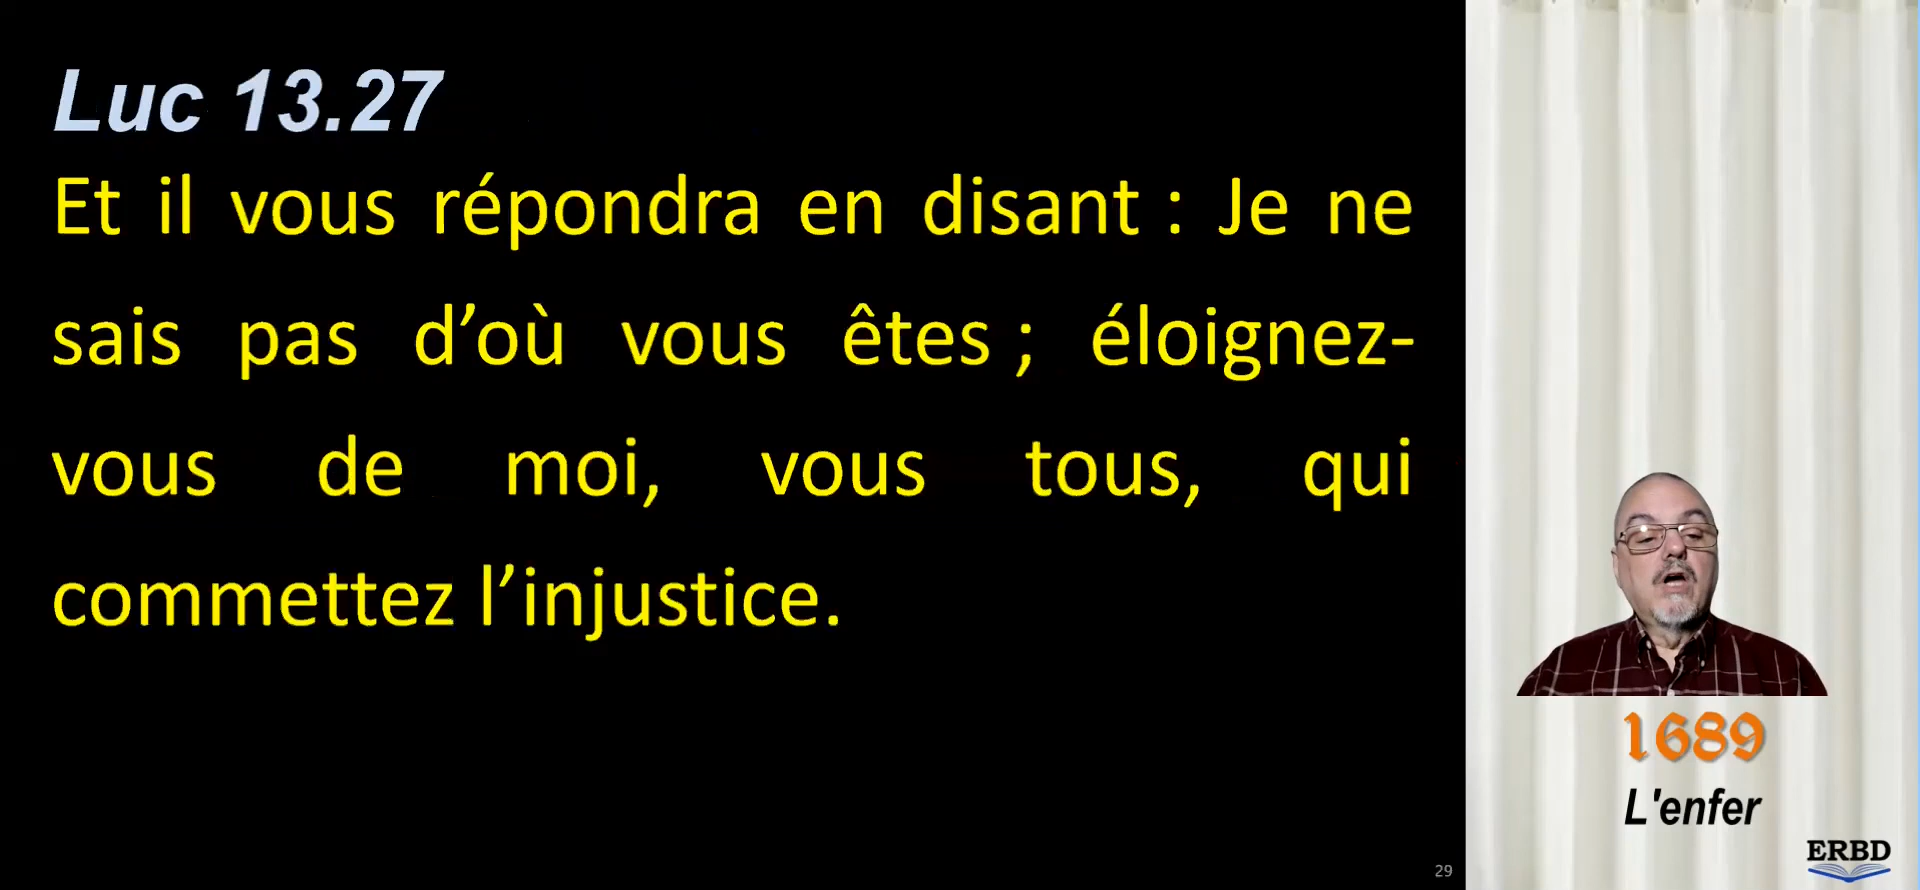 Luc 13.27
Et il vous répondra en disant : Je ne
sais pas d’où vous êtes ; éloignez-
vous de moi, vous tous, qui
commettez l’injustice.
29
1689
L'enfer
ERBD